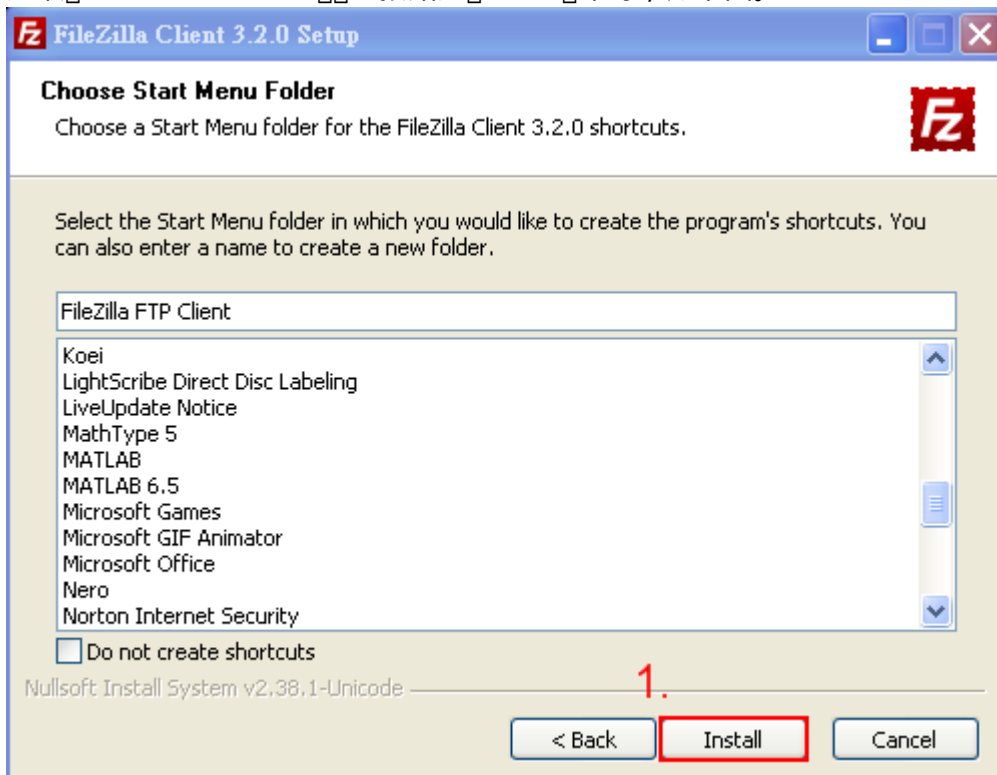 FileZilla Client 3.2.0 Setup
Choose Start Menu Folder
Choose a Start Menu folder for the FileZilla Client 3.2.0 shortcuts.
Fz
Select the Start Menu folder in which you would like to create the program's shortcuts. You
can also enter a name to create a new folder.
FileZilla FTP Client
Koei
LightScribe Direct Disc Labeling
LiveUpdate Notice
MathType 5
MATLAB
MATLAB 6.5
Microsoft Games
Microsoft GIF Animator
Microsoft Office
Nero
Norton Internet Security
Do not create shortcuts
Nullsoft Install System v2.38.1-Unicode
1.
< Back Install Cancel